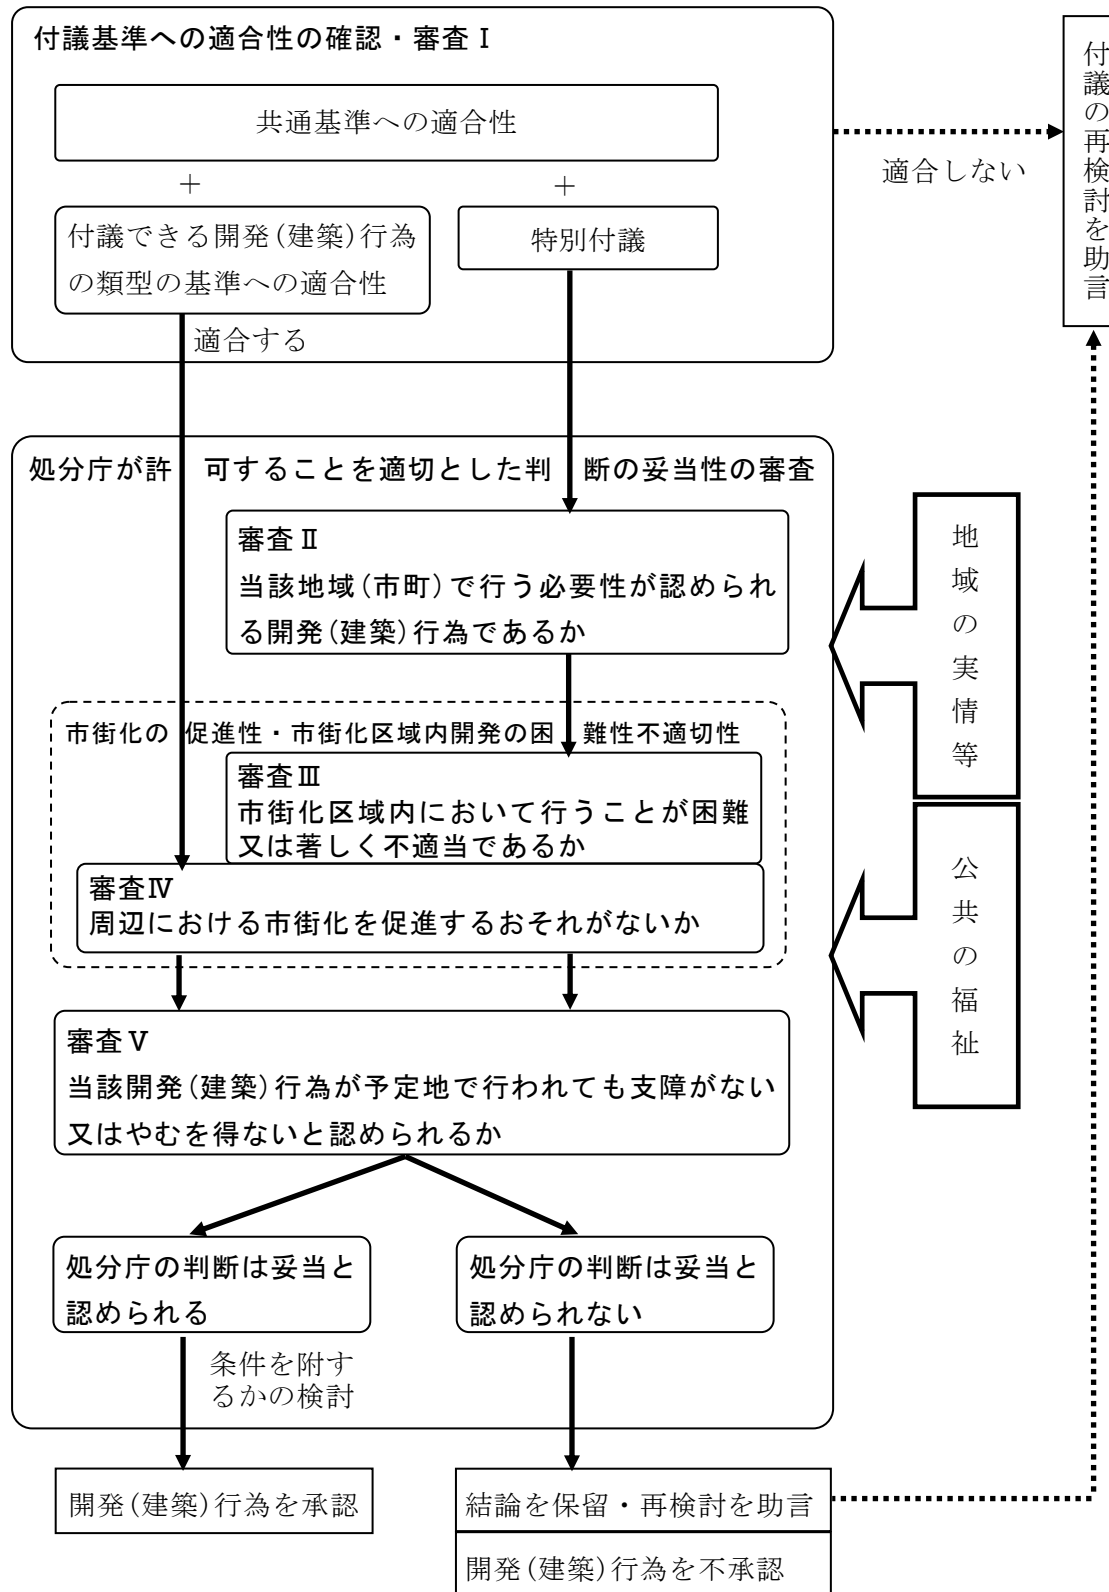 付議基準への適合性の確認・審査Ⅰ
共通基準への適合性
＋
＋
付議できる開発(建築)行為
の類型の基準への適合性
特別付議
適合する
適合しない
付議の再検討を助言
処分庁が許可することを適切とした判断の妥当性の審査
審査Ⅱ
当該地域(市町)で行う必要性が認められ
る開発(建築)行為であるか
地域の実情等
市街化の促進性・市街化区域内開発の困難性不適切性
審査Ⅲ
市街化区域内において行うことが困難
又は著しく不適当であるか
審査Ⅳ
周辺における市街化を促進するおそれがないか
公共の福祉
審査Ⅴ
当該開発(建築)行為が予定地で行われても支障がない
又はやむを得ないと認められるか
処分庁の判断は妥当と
認められる
処分庁の判断は妥当と
認められない
条件を附す
るかの検討
開発(建築)行為を承認
結論を保留・再検討を助言
開発(建築)行為を不承認